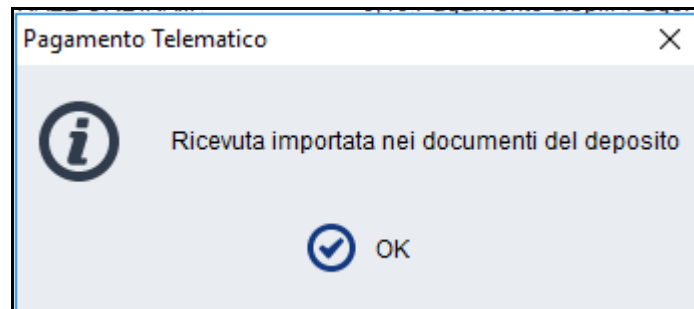 Pagamento Telematico
Ricevuta importata nei documenti del deposito
OK